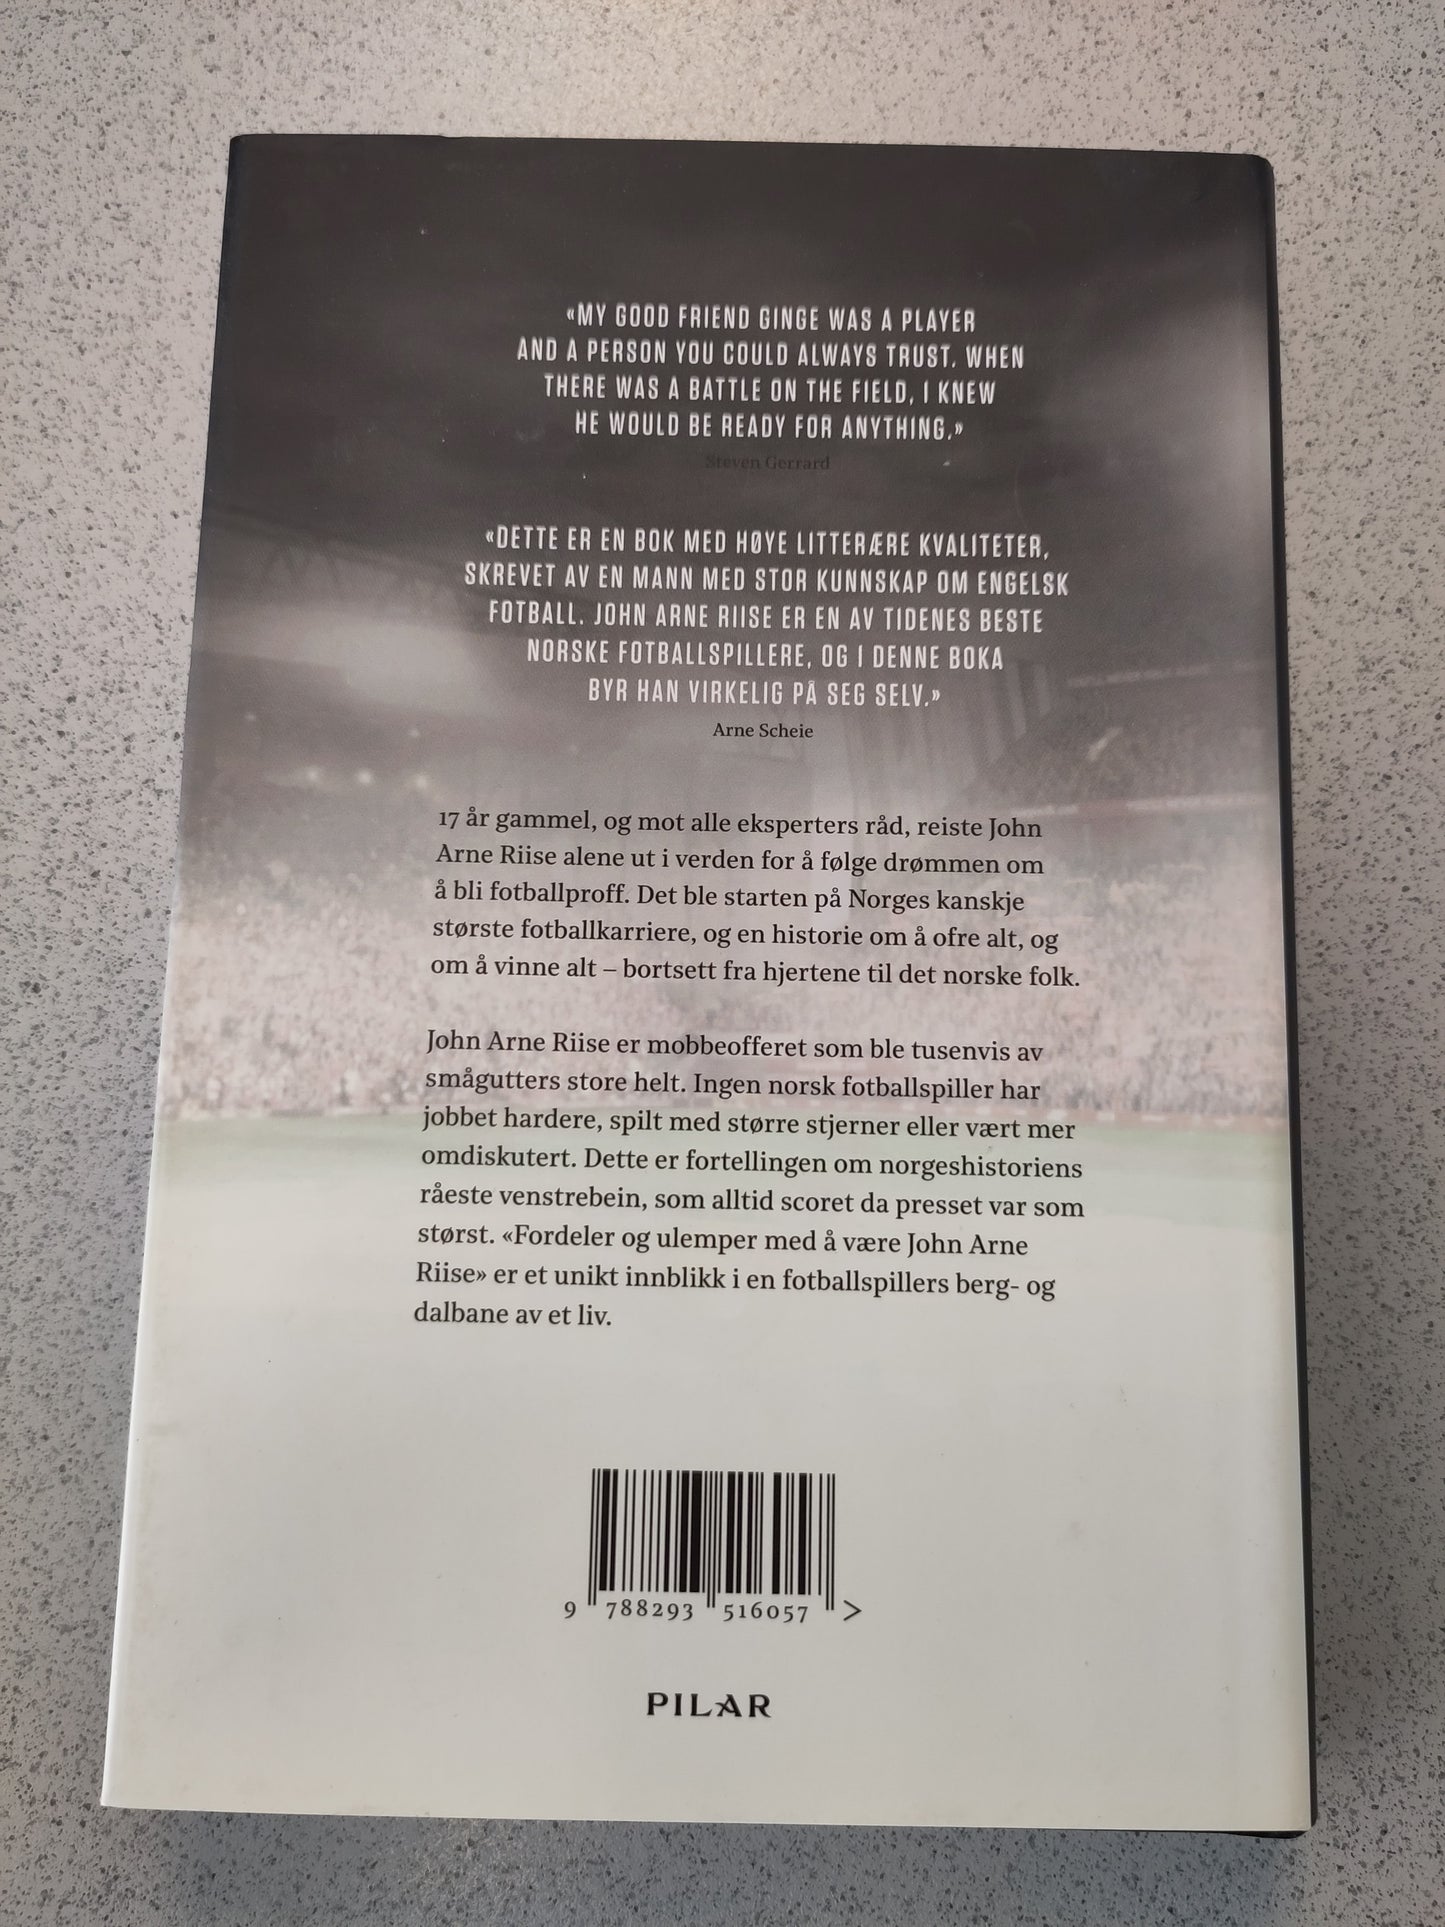 «MY GOOD FRIEND GINGE WAS A PLAYER
AND A PERSON YOU COULD ALWAYS TRUST. WHEN
THERE WAS A BATTLE ON THE FIELD, I KNEW
HE WOULD BE READY FOR ANYTHING.»
Steven Gerrard
«DETTE ER EN BOK MED HØYE LITTERÆRE KVALITETER,
SKREVET AV EN MANN MED STOR KUNNSKAP OM ENGELSK
FOTBALL. JOHN ARNE RIISE ER EN AV TIDENES BESTE
NORSKE FOTBALLSPILLERE, OG I DENNE BOKA
BYR HAN VIRKELIG PÅ SEG SELV.»
Arne Scheie
17 år gammel, og mot alle eksperters råd, reiste John
Arne Riise alene ut i verden for å følge drømmen om
å bli fotballproff. Det ble starten på Norges kanskje
største fotballkarriere, og en historie om å ofre alt, og
om å vinne alt – bortsett fra hjertene til det norske folk.
John Arne Riise er mobbeofferet som ble tusenvis av
smågutters store helt. Ingen norsk fotballspiller har
jobbet hardere, spilt med større stjerner eller vært mer
omdiskutert. Dette er fortellingen om norgeshistoriens
råeste venstrebein, som alltid scoret da presset var som
størst. «Fordeler og ulemper med å være John Arne
Riise» er et unikt innblikk i en fotballspillers berg- og
dalbane av et liv.
9 788293 516057 >
PILAR